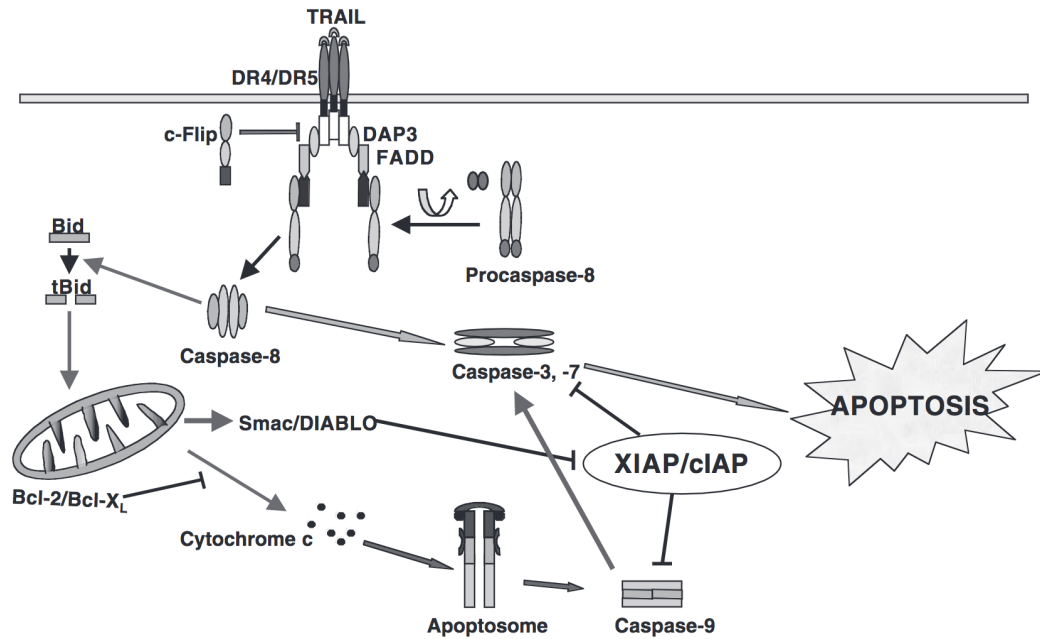 TRAIL
DR4/DR5
c-Flip
DAP3
FADD
Bid
tBid
Procaspase-8
Caspase-8
Caspase-3, -7
APOPTOSIS
Smac/DIABLO
XIAP/cIAP
Bcl-2/Bcl-XL
Cytochrome c
Apoptosome
Caspase-9